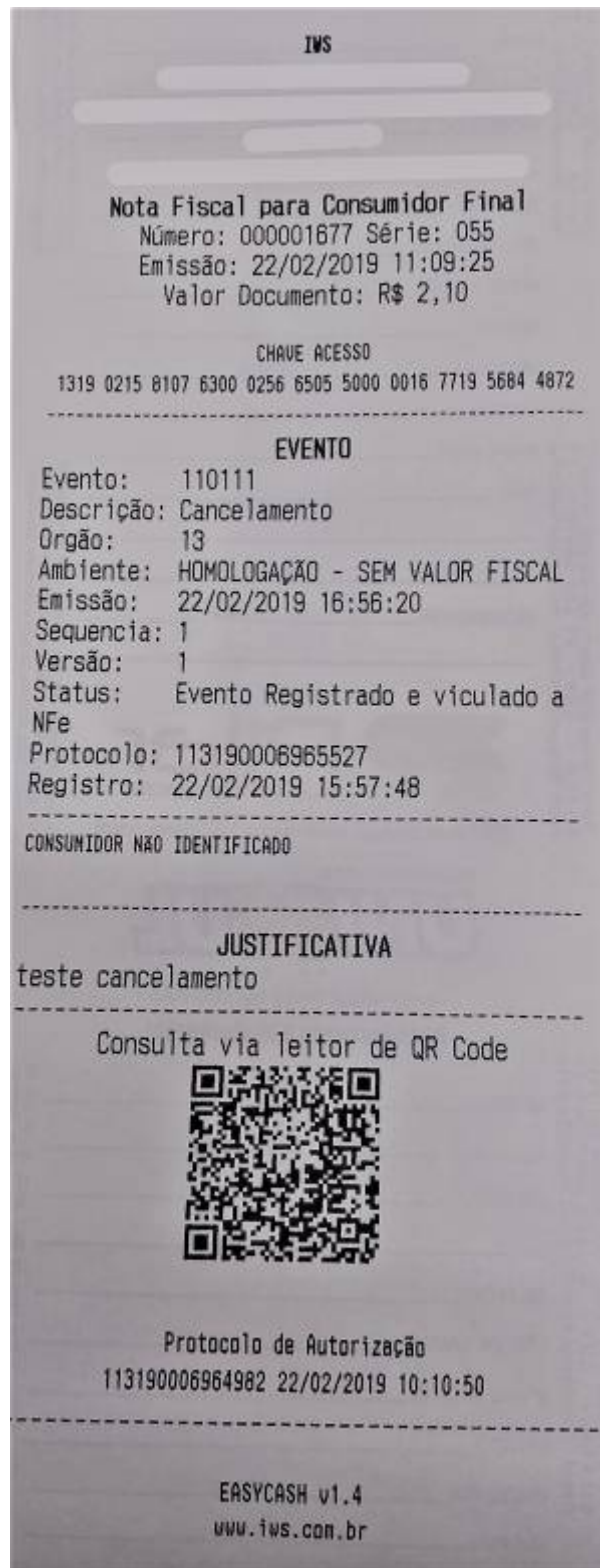 IWS
Nota Fiscal para Consumidor Final
Número: 000001677 Série: 055
Emissão: 22/02/2019 11:09:25
Valor Documento: R$ 2,10
CHAVE ACESSO
1319 0215 8107 6300 0256 6505 5000 0016 7719 5684 4872
EVENTO
Evento: 110111
Descrição: Cancelamento
Orgão: 13
Ambiente: HOMOLOGAÇÃO - SEM VALOR FISCAL
Emissão: 22/02/2019 16:56:20
Sequencia: 1
Versão: 1
Status: Evento Registrado e viculado a
NFe
Protocolo: 113190006965527
Registro: 22/02/2019 15:57:48
CONSUMIDOR NÃO IDENTIFICADO
JUSTIFICATIVA
teste cancelamento
Consulta via leitor de QR Code
Protocolo de Autorização
113190006964982 22/02/2019 10:10:50
EASYCASH v1.4
www.iws.com.br